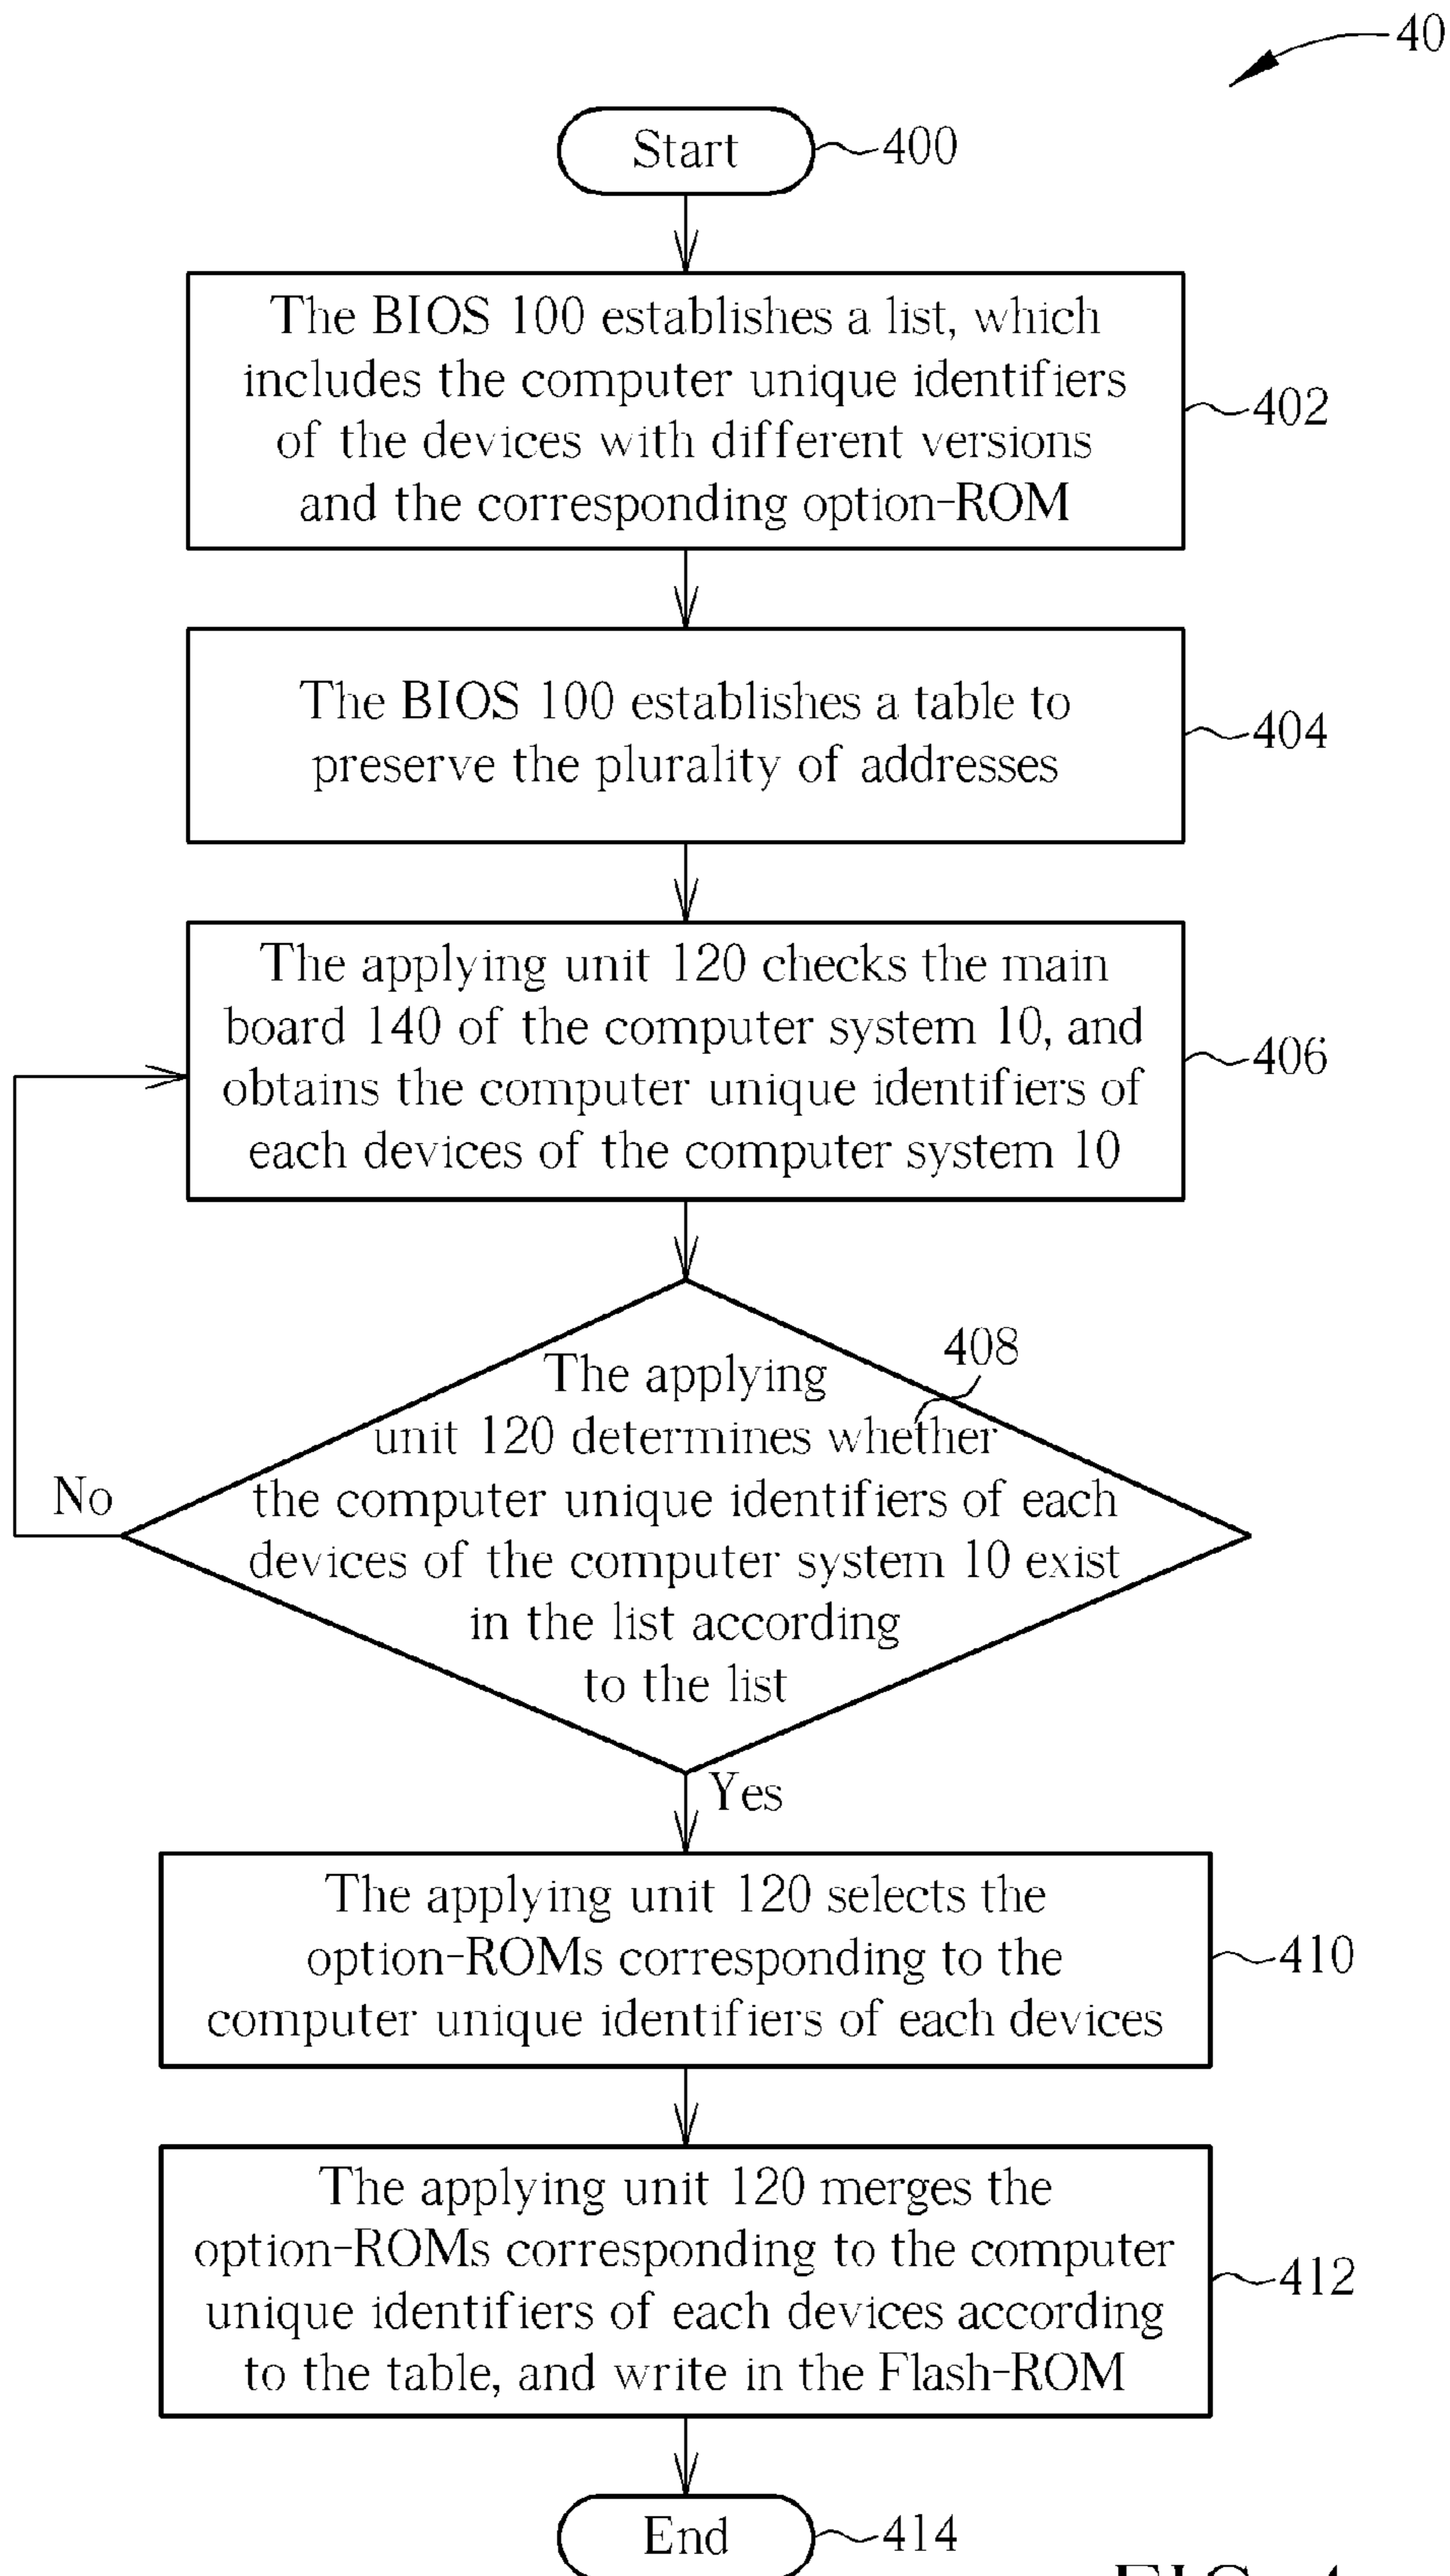 40
Start
400
The BIOS 100 establishes a list, which
includes the computer unique identifiers
of the devices with different versions
and the corresponding option-ROM
402
The BIOS 100 establishes a table to
preserve the plurality of addresses
404
The applying unit 120 checks the main
board 140 of the computer system 10, and
obtains the computer unique identifiers of
each devices of the computer system 10
406
408
The applying
unit 120 determines whether
the computer unique identifiers of each
devices of the computer system 10 exist
in the list according
to the list
No
Yes
The applying unit 120 selects the
option-ROMs corresponding to the
computer unique identifiers of each devices
410
The applying unit 120 merges the
option-ROMs corresponding to the computer
unique identifiers of each devices according
to the table, and write in the Flash-ROM
412
End
414